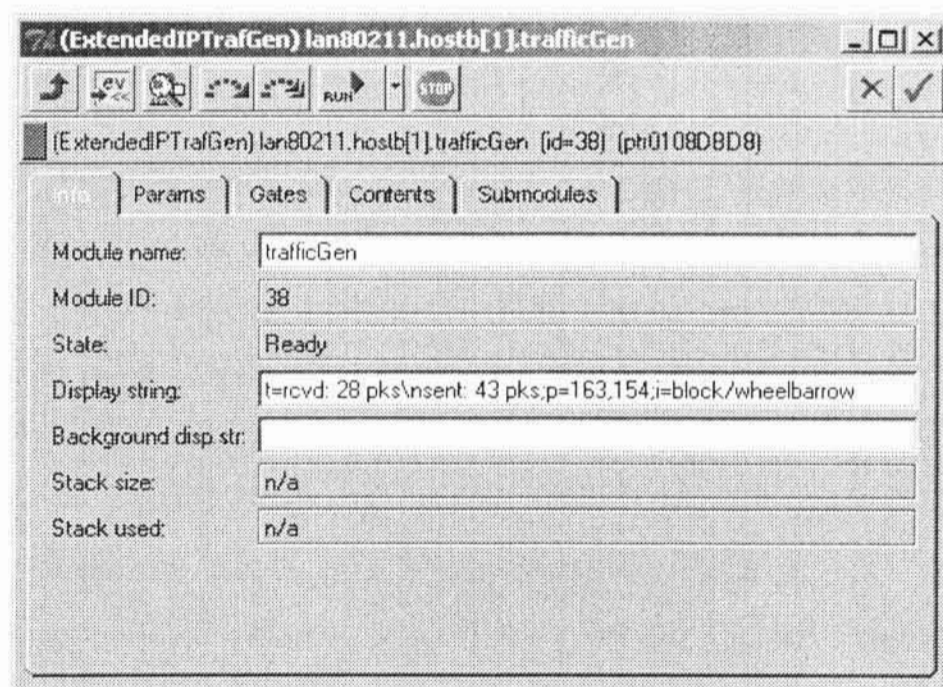 (ExtendedIPTrafGen) lan80211.hostb[1].trafficGen
ev
<<
RUN
STOP
(ExtendedIPTrafGen) lan80211.hostb[1].trafficGen (id=38) (ptr0108DBD8)
Info Params Gates Contents Submodules
Module name: trafficGen
Module ID: 38
State: Ready
Display string: t=rcvd: 28 pks\nsent: 43 pks;p=163,154;i=block/wheelbarrow
Background disp.str:
Stack size: n/a
Stack used: n/a